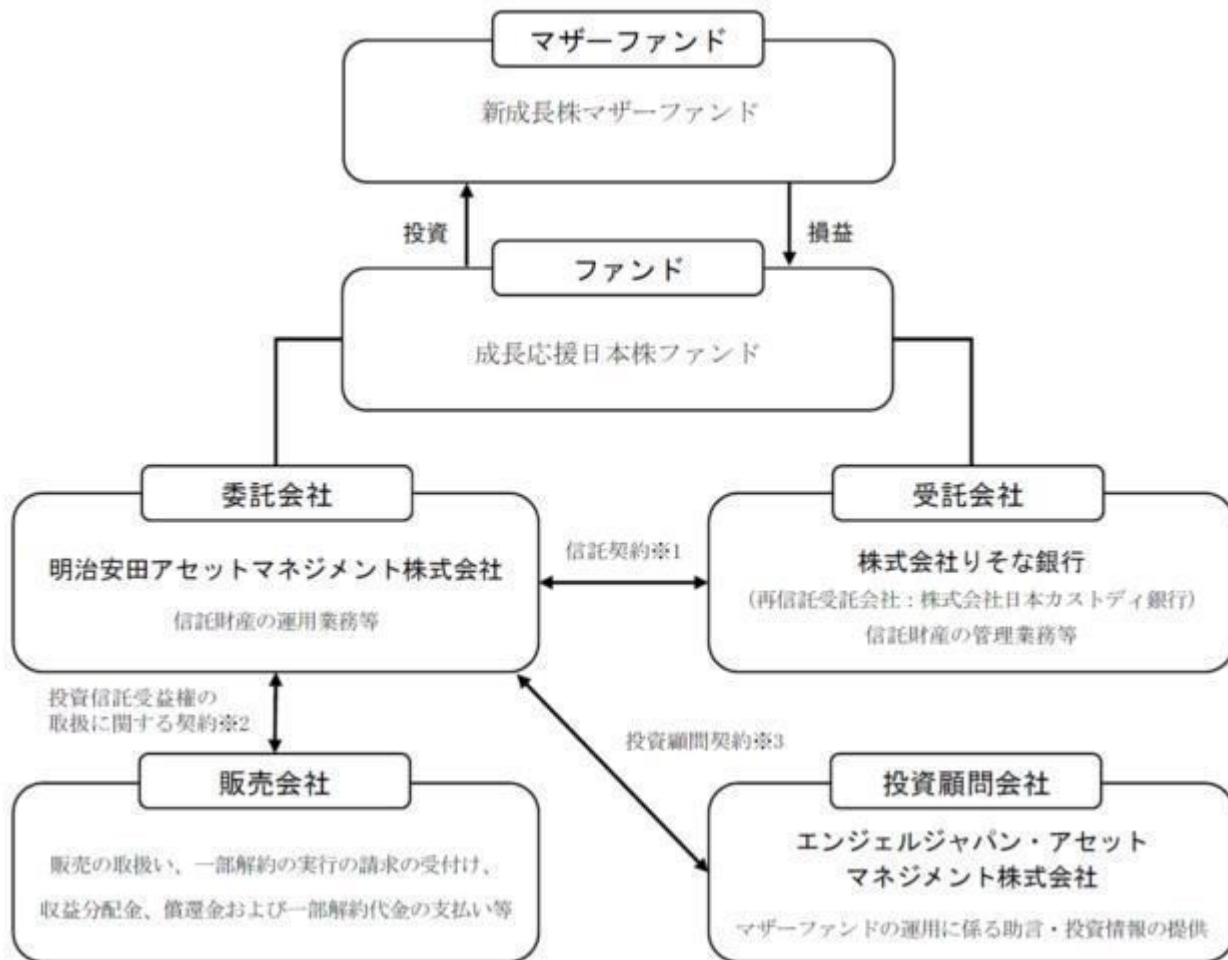 マザーファンド
新成長株マザーファンド
投資
損益
ファンド
成長応援日本株ファンド
委託会社
明治安田アセットマネジメント株式会社
信託財産の運用業務等
信託契約※1
受託会社
株式会社りそな銀行
(再信託受託会社：株式会社日本カストディ銀行)
信託財産の管理業務等
投資信託受益権の
取扱に関する契約※2
投資顧問契約※3
販売会社
販売の取扱い、一部解約の実行の請求の受付け、
収益分配金、償還金および一部解約代金の支払い等
投資顧問会社
エンジェルジャパン・アセット
マネジメント株式会社
マザーファンドの運用に係る助言・投資情報の提供